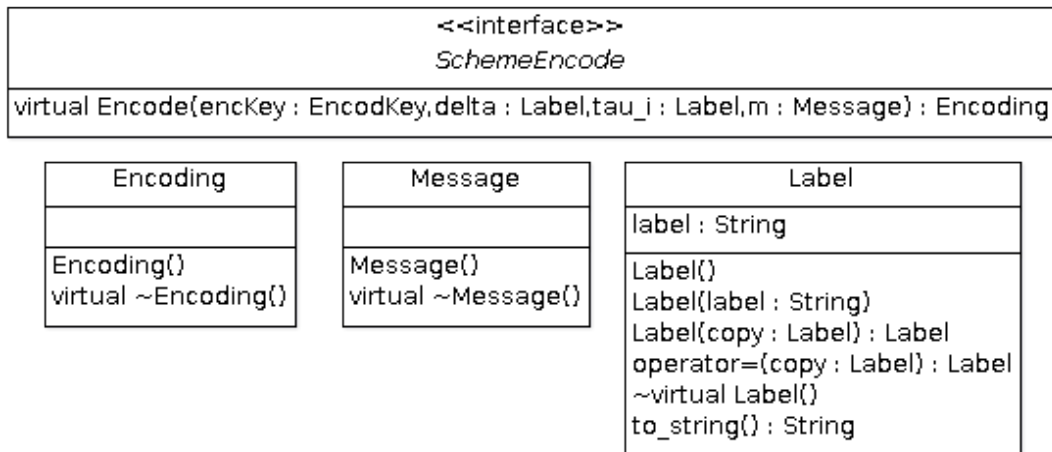 <<interface>>
SchemeEncode
virtual Encode(encKey : EncodKey,delta : Label,tau_i : Label,m : Message) : Encoding
Encoding
Encoding()
virtual ~Encoding()
Message
Message()
virtual ~Message()
Label
label : String
Label()
Label(label : String)
Label(copy : Label) : Label
operator=(copy : Label) : Label
~virtual Label()
to_string() : String